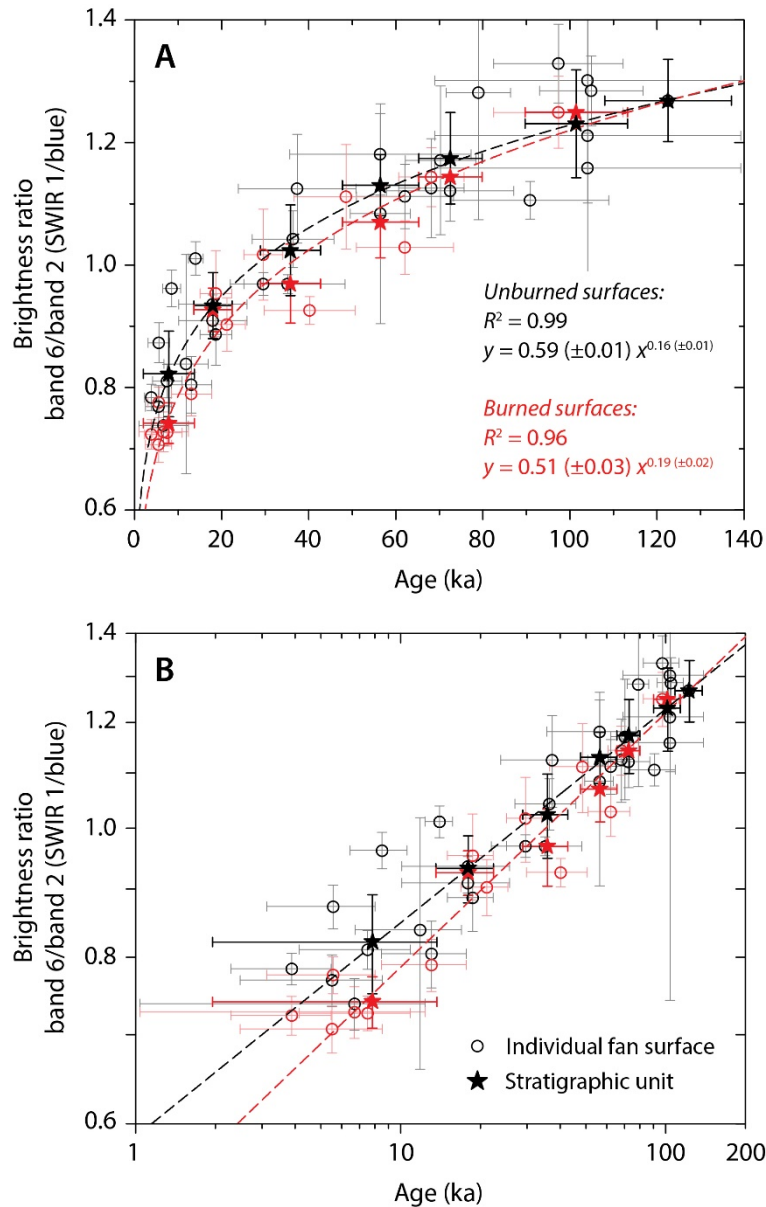 A
1.4
1.2
1.0
0.8
0.6
Brightness ratio
band 6/band 2 (SWIR 1/blue)
Unburned surfaces:
R² = 0.99
y = 0.59 (±0.01) x^0.16 (±0.01)
Burned surfaces:
R² = 0.96
y = 0.51 (±0.03) x^0.19 (±0.02)
0 20 40 60 80 100 120 140
Age (ka)
B
1.4
1.2
1.0
0.8
0.6
Brightness ratio
band 6/band 2 (SWIR 1/blue)
Individual fan surface
Stratigraphic unit
1 10 100 200
Age (ka)